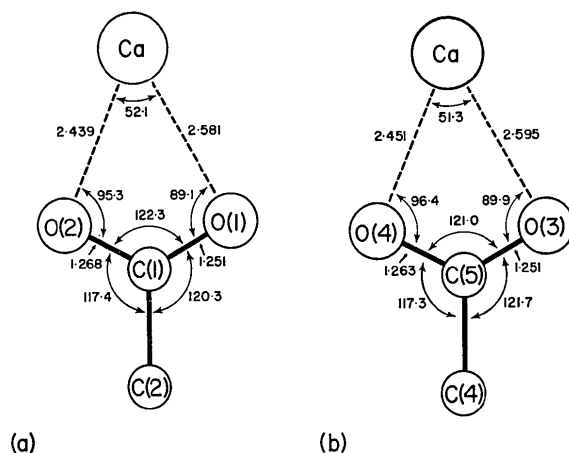 Ca
52·1
2·439
2·581
95·3
89·1
122·3
O(2)
O(1)
1·268
C(1)
1·251
117·4
120·3
C(2)
(a)
Ca
51·3
2·451
2·595
96·4
89·9
121·0
O(4)
O(3)
1·263
C(5)
1·251
117·3
121·7
C(4)
(b)